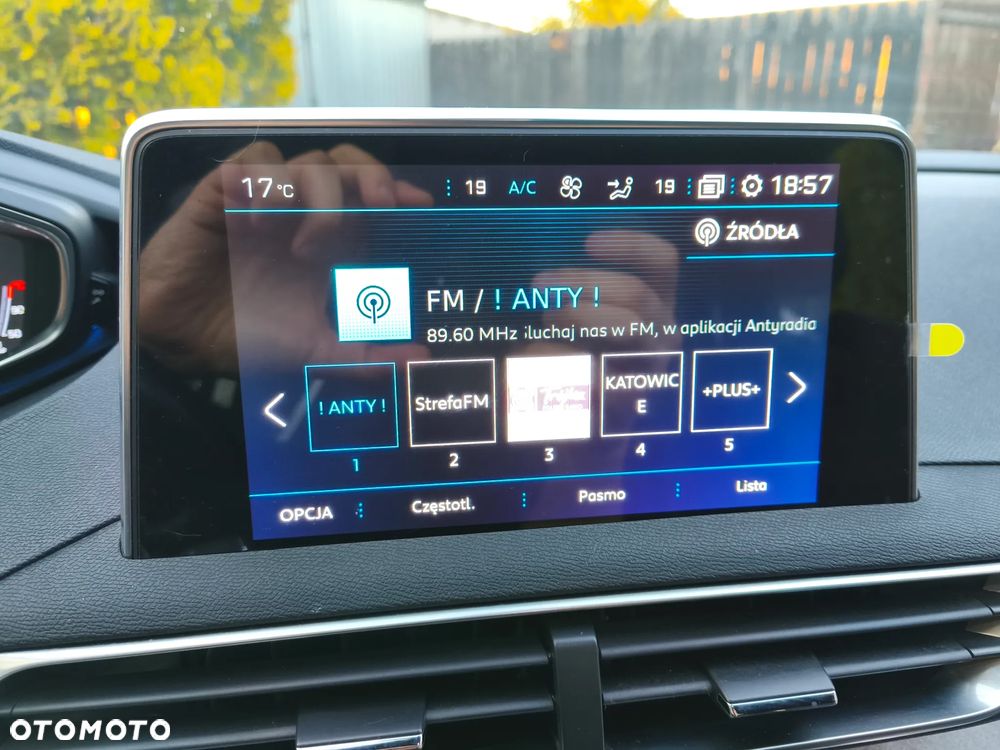 17°C 19 A/C 19 18:57
ŹRÓDŁA
FM / ! ANTY !
89.60 MHz słuchaj nas w FM, w aplikacji Antyradia
! ANTY !
StrefaFM
KATOWIC
E
+PLUS+
1 2 3 4 5
OPCJA Częstotl. Pasmo Lista
OTOMOTO